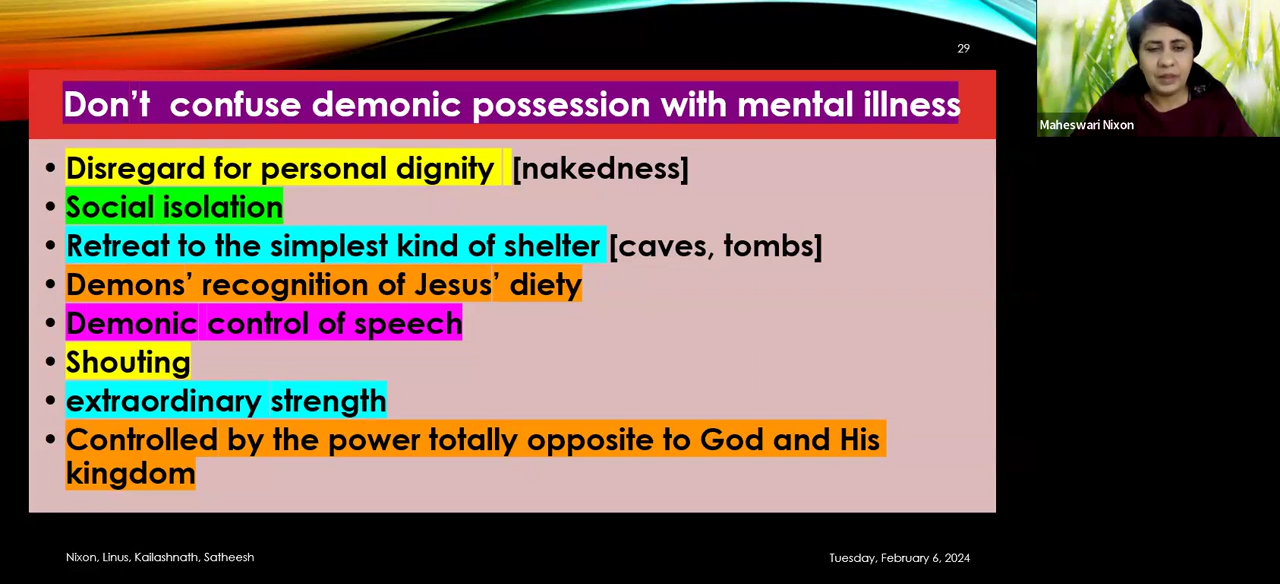 29
Don't  confuse demonic possession with mental illness
Maheswari Nixon
• Disregard for personal dignity  [nakedness]
• Social isolation
• Retreat to the simplest kind of shelter [caves, tombs]
• Demons' recognition of Jesus' diety
• Demonic control of speech
• Shouting
• extraordinary strength
• Controlled by the power totally opposite to God and His
kingdom
Nixon, Linus, Kailashnath, Satheesh
Tuesday, February 6, 2024